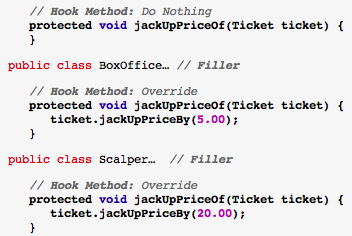 // Hook Method: Do Nothing
protected void jackUpPriceOf(Ticket ticket) {
}
public class BoxOffice… // Filler
// Hook Method: Override
protected void jackUpPriceOf(Ticket ticket) {
ticket.jackUpPriceBy(5.00);
}
public class Scalper… // Filler
// Hook Method: Override
protected void jackUpPriceOf(Ticket ticket) {
ticket.jackUpPriceBy(20.00);
}